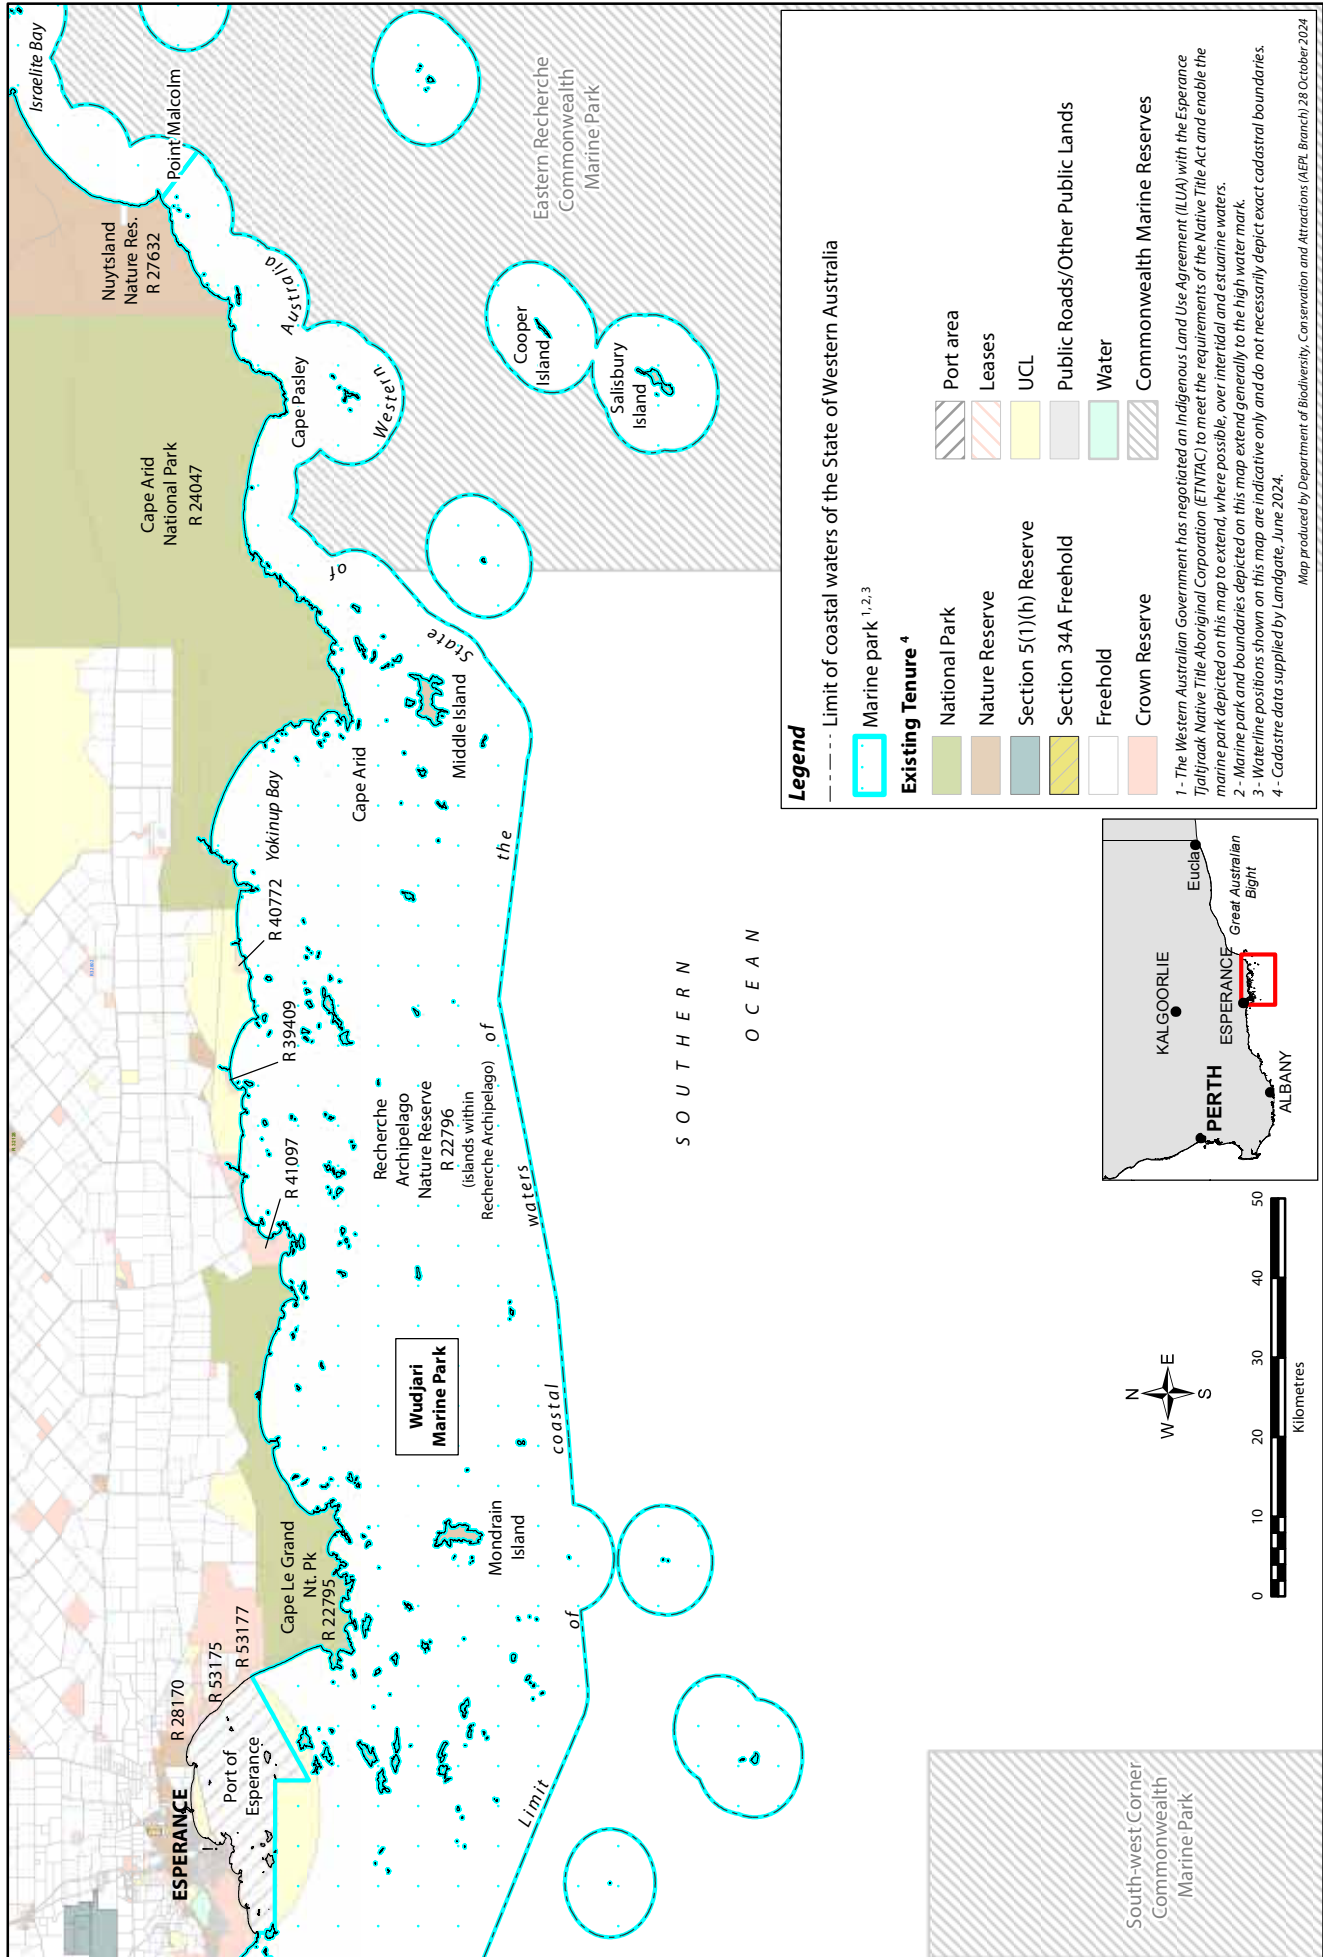 Israelite Bay
Point Malcolm
Nuytsland
Nature Res.
R 27632
Eastern Recherche
Commonwealth
Marine Park
Cape Arid
National Park
R 24047
Cape Pasley
Cooper
Island
Salisbury
Island
Limit of coastal waters of the State of Western Australia
Middle Island
Cape Arid
Yokinup Bay
R 40772
R 39409
R 41097
Recherche
Archipelago
Nature Reserve
R 22796
(islands within
Recherche Archipelago)
Wudjari
Marine Park
Mondrain
Island
Cape Le Grand
Nt. Pk
R 22795
R 53177
R 53175
R 28170
Port of
Esperance
ESPERANCE
SOUTHERN
OCEAN
South-west Corner
Commonwealth
Marine Park
N
W E
S
0 10 20 30 40 50
Kilometres
KALGOORLIE
PERTH
ESPERANCE
ALBANY
Eucla
Great Australian
Bight
Legend
Limit of coastal waters of the State of Western Australia
Marine park 1, 2, 3
Existing Tenure 4
National Park
Nature Reserve
Section 5(1)(h) Reserve
Section 34A Freehold
Freehold
Crown Reserve
Port area
Leases
UCL
Public Roads/Other Public Lands
Water
Commonwealth Marine Reserves
1 - The Western Australian Government has negotiated an Indigenous Land Use Agreement (ILUA) with the Esperance
Tjaltjraak Native Title Aboriginal Corporation (ETNTAC) to meet the requirements of the Native Title Act and enable the
marine park depicted on this map to extend, where possible, over intertidal and estuarine waters.
2 - Marine park and boundaries depicted on this map extend generally to the high water mark.
3 - Waterline positions shown on this map are indicative only and do not necessarily depict exact cadastral boundaries.
4 - Cadastre data supplied by Landgate, June 2024.
Map produced by Department of Biodiversity, Conservation and Attractions (AEPL Branch) 28 October 2024